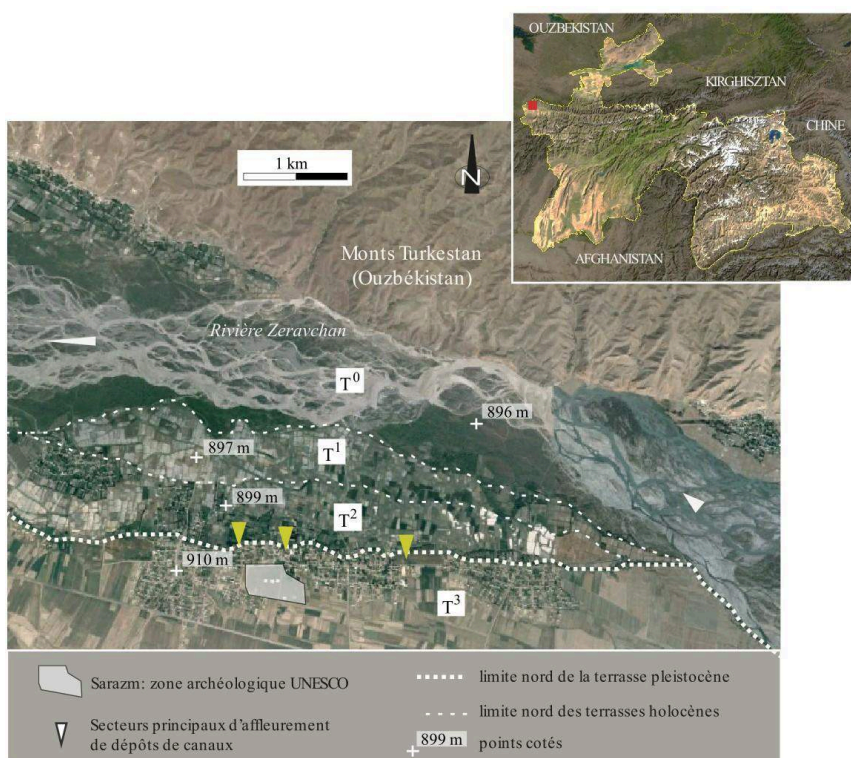 OUZBÉKISTAN
KIRGHISZTAN
CHINE
AFGHANISTAN
1 km
N
Monts Turkestan
(Ouzbékistan)
Rivière Zeravchan
T⁰
896 m
897 m
T¹
899 m
T²
910 m
T³
Sarazm: zone archéologique UNESCO
Secteurs principaux d'affleurement
de dépôts de canaux
limite nord de la terrasse pleistocène
limite nord des terrasses holocènes
899 m points cotés